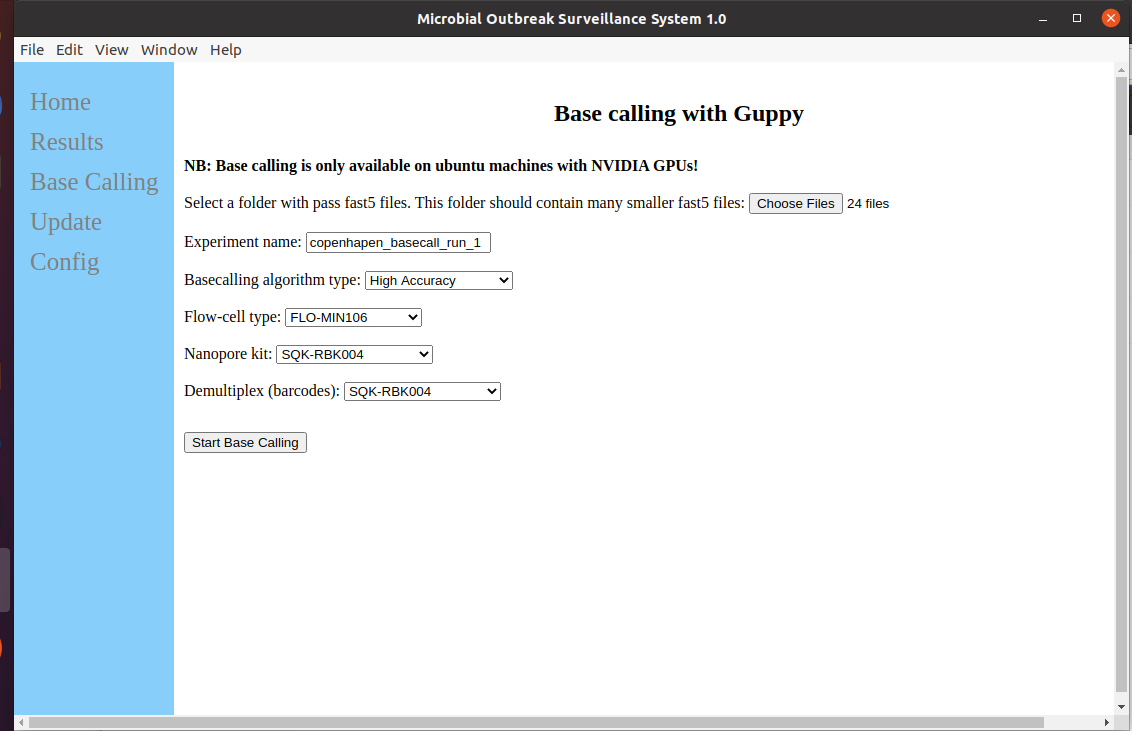 Microbial Outbreak Surveillance System 1.0
File Edit View Window Help
Home
Results
Base Calling
Update
Config
Base calling with Guppy
NB: Base calling is only available on ubuntu machines with NVIDIA GPUs!
Select a folder with pass fast5 files. This folder should contain many smaller fast5 files: Choose Files 24 files
Experiment name: copenhapen_basecall_run_1
Basecalling algorithm type: High Accuracy
Flow-cell type: FLO-MIN106
Nanopore kit: SQK-RBK004
Demultiplex (barcodes): SQK-RBK004
Start Base Calling